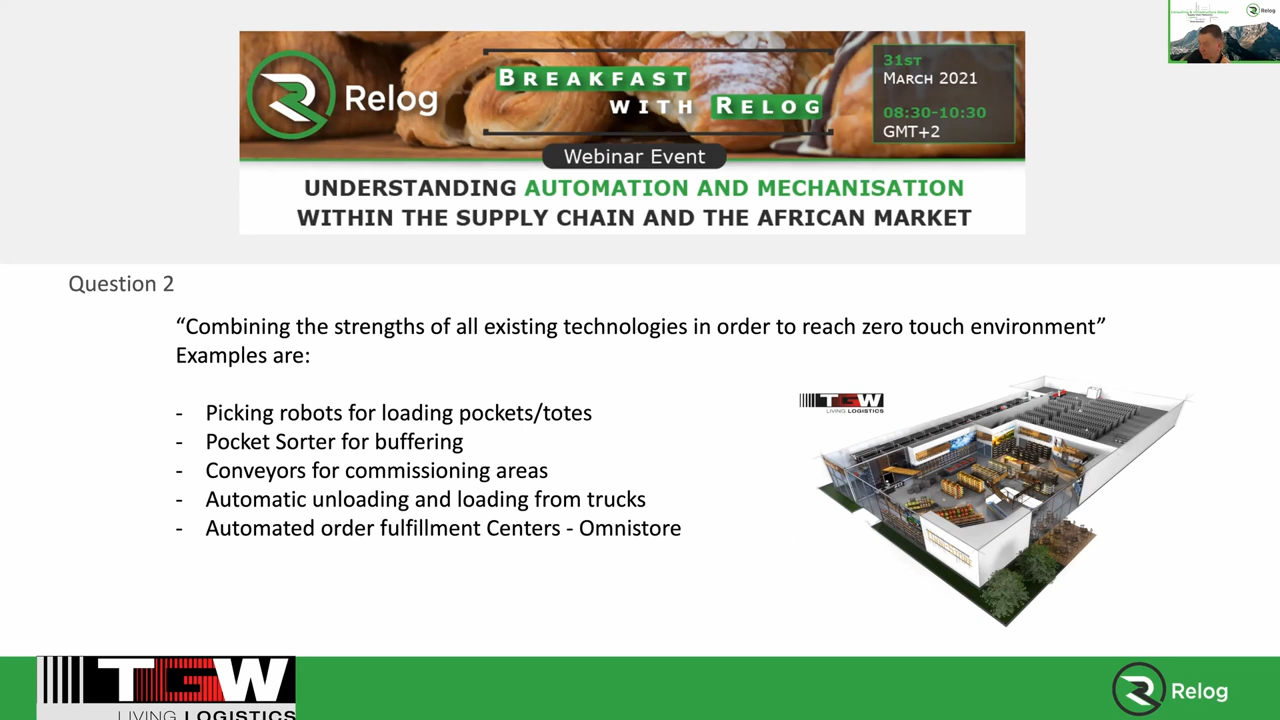 Relog
BREAKFAST
WITH RELOG
31ST
MARCH 2021
08:30-10:30
GMT+2
Webinar Event
UNDERSTANDING AUTOMATION AND MECHANISATION
WITHIN THE SUPPLY CHAIN AND THE AFRICAN MARKET
Relog
Question 2
“Combining the strengths of all existing technologies in order to reach zero touch environment”
Examples are:
- Picking robots for loading pockets/totes
- Pocket Sorter for buffering
- Conveyors for commissioning areas
- Automatic unloading and loading from trucks
- Automated order fulfillment Centers - Omnistore
TGW
LIVING LOGISTICS
TGW
LIVING LOGISTICS
Relog